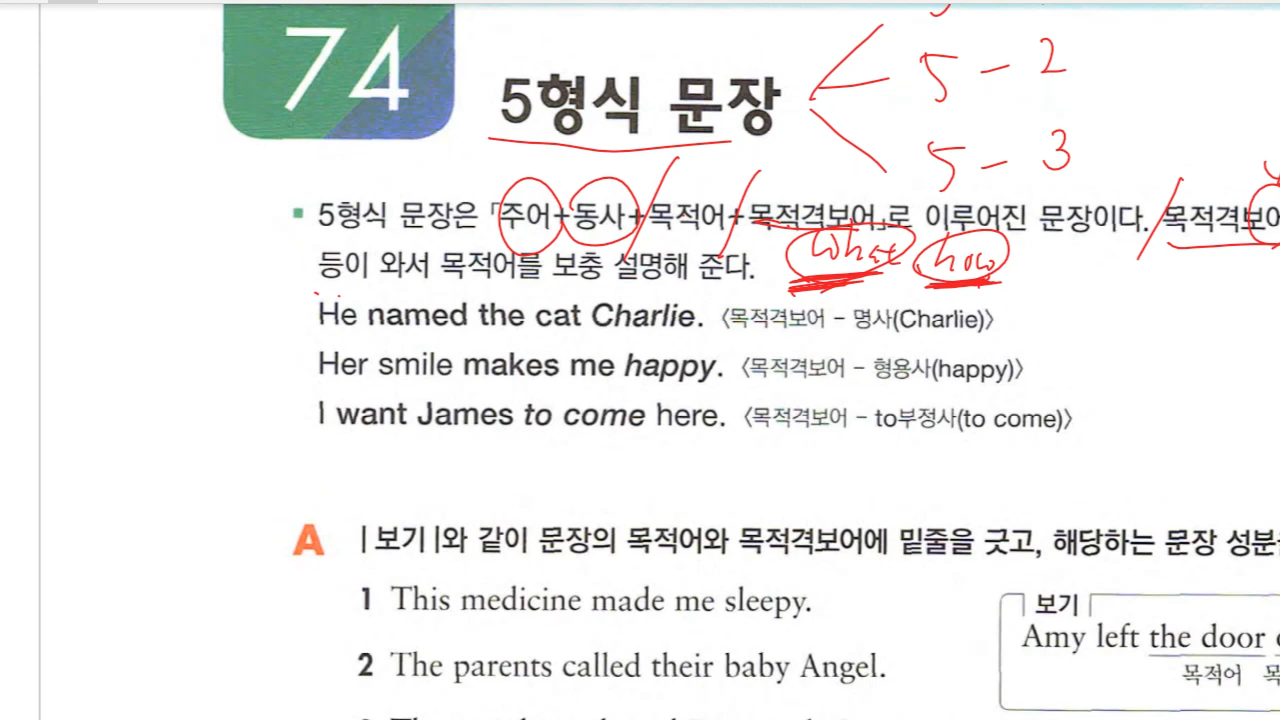 74
5형식 문장
5 - 2
5 - 3
5형식 문장은 「주어+동사+목적어+목적격보어」로 이루어진 문장이다. 목적격보어
what how
등이 와서 목적어를 보충 설명해 준다.
He named the cat Charlie. 〈목적격보어 – 명사(Charlie)〉
Her smile makes me happy. 〈목적격보어 – 형용사(happy)〉
I want James to come here. 〈목적격보어 – to부정사(to come)〉
A |보기|와 같이 문장의 목적어와 목적격보어에 밑줄을 긋고, 해당하는 문장 성분
1 This medicine made me sleepy.
보기
Amy left the door
목적어 목
2 The parents called their baby Angel.